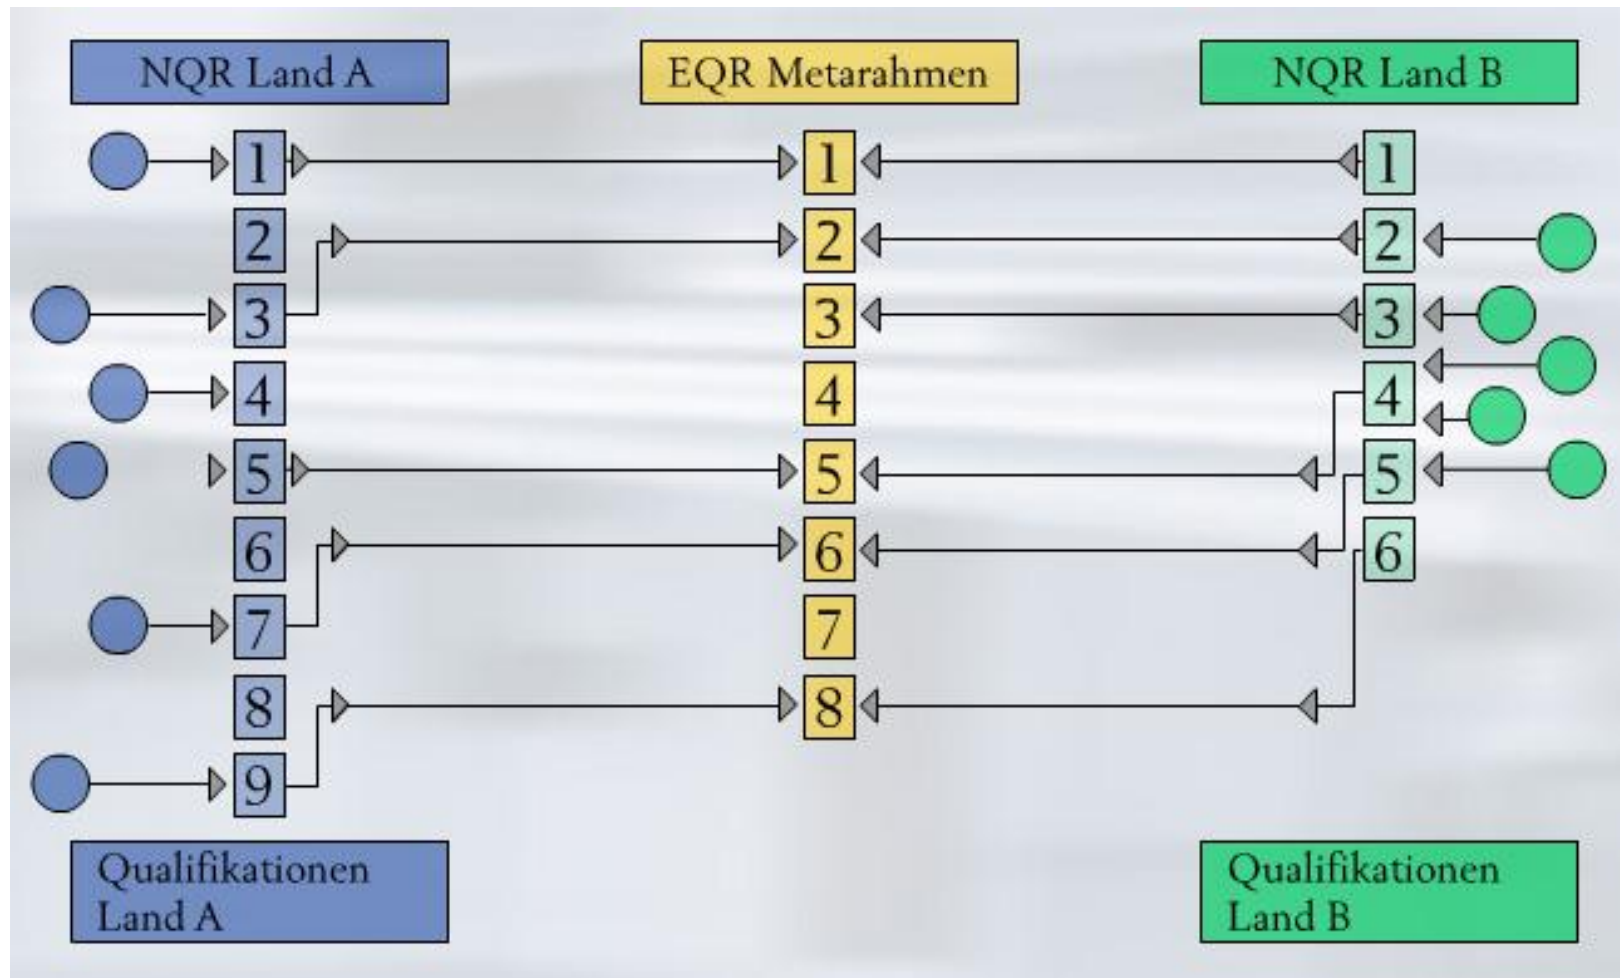 NQR Land A
EQR Metarahmen
NQR Land B
1 1 1
2 2 2
3 3 3
4 4 4
5 5 5
6 6 6
7 7
8 8
9
Qualifikationen
Land A
Qualifikationen
Land B